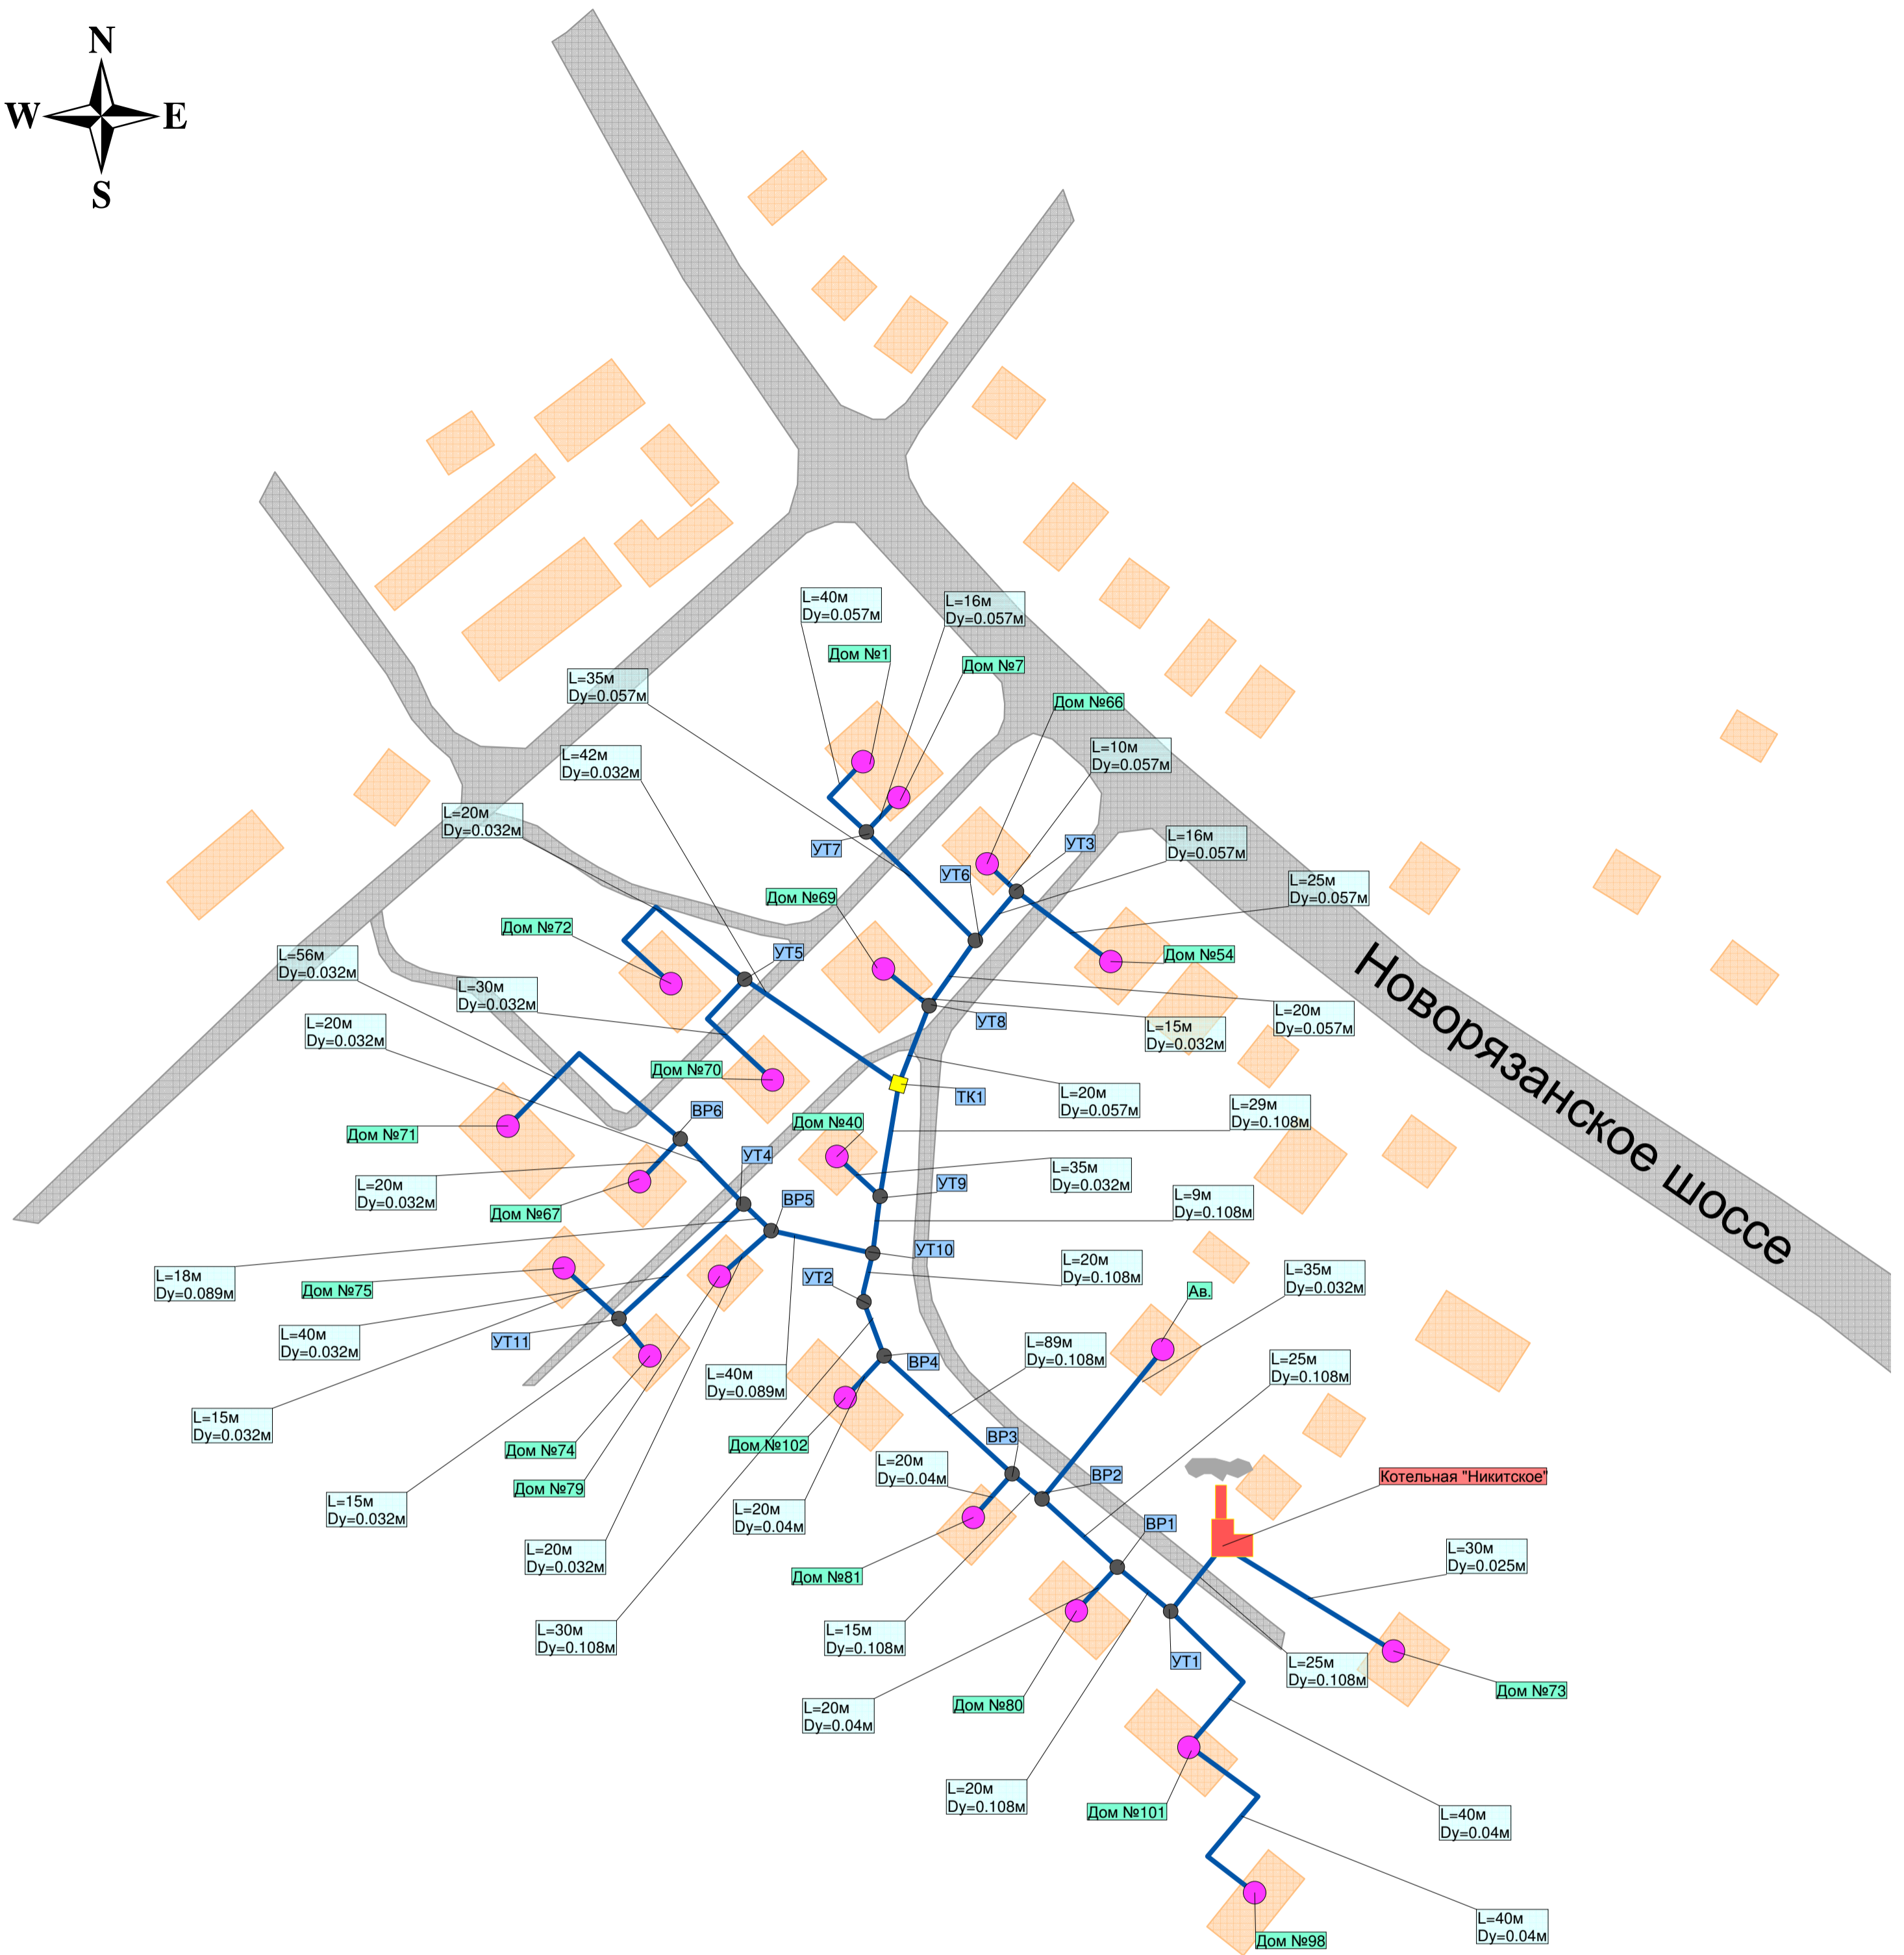 N
W
E
S
L=40м
Dy=0.057м
L=16м
Dy=0.057м
Дом №1
Дом №7
L=35м
Dy=0.057м
Дом №66
L=42м
Dy=0.032м
L=10м
Dy=0.057м
L=20м
Dy=0.032м
УТ7
УТ3
L=16м
Dy=0.057м
УТ6
L=25м
Dy=0.057м
Дом №69
Дом №72
УТ5
Дом №54
L=56м
Dy=0.032м
L=30м
Dy=0.032м
Новорязанское шоссе
L=20м
Dy=0.032м
УТ8
L=20м
Dy=0.057м
L=15м
Dy=0.032м
Дом №70
ТК1
L=20м
Dy=0.057м
ВР6
L=29м
Dy=0.108м
Дом №40
Дом №71
УТ4
L=35м
Dy=0.032м
L=20м
Dy=0.032м
ВР5
УТ9
L=9м
Dy=0.108м
Дом №67
УТ10
L=20м
Dy=0.108м
L=18м
Dy=0.089м
УТ2
L=35м
Dy=0.032м
Дом №75
Ав.
L=40м
Dy=0.032м
УТ11
L=89м
Dy=0.108м
ВР4
L=25м
Dy=0.108м
L=40м
Dy=0.089м
L=15м
Dy=0.032м
Дом №74
Дом №102
ВР3
L=20м
Dy=0.04м
ВР2
Котельная "Никитское"
Дом №79
L=15м
Dy=0.032м
L=20м
Dy=0.04м
ВР1
L=20м
Dy=0.032м
L=30м
Dy=0.025м
Дом №81
L=30м
Dy=0.108м
L=15м
Dy=0.108м
УТ1
L=25м
Dy=0.108м
Дом №73
L=20м
Dy=0.04м
Дом №80
L=20м
Dy=0.108м
Дом №101
L=40м
Dy=0.04м
L=40м
Dy=0.04м
Дом №98